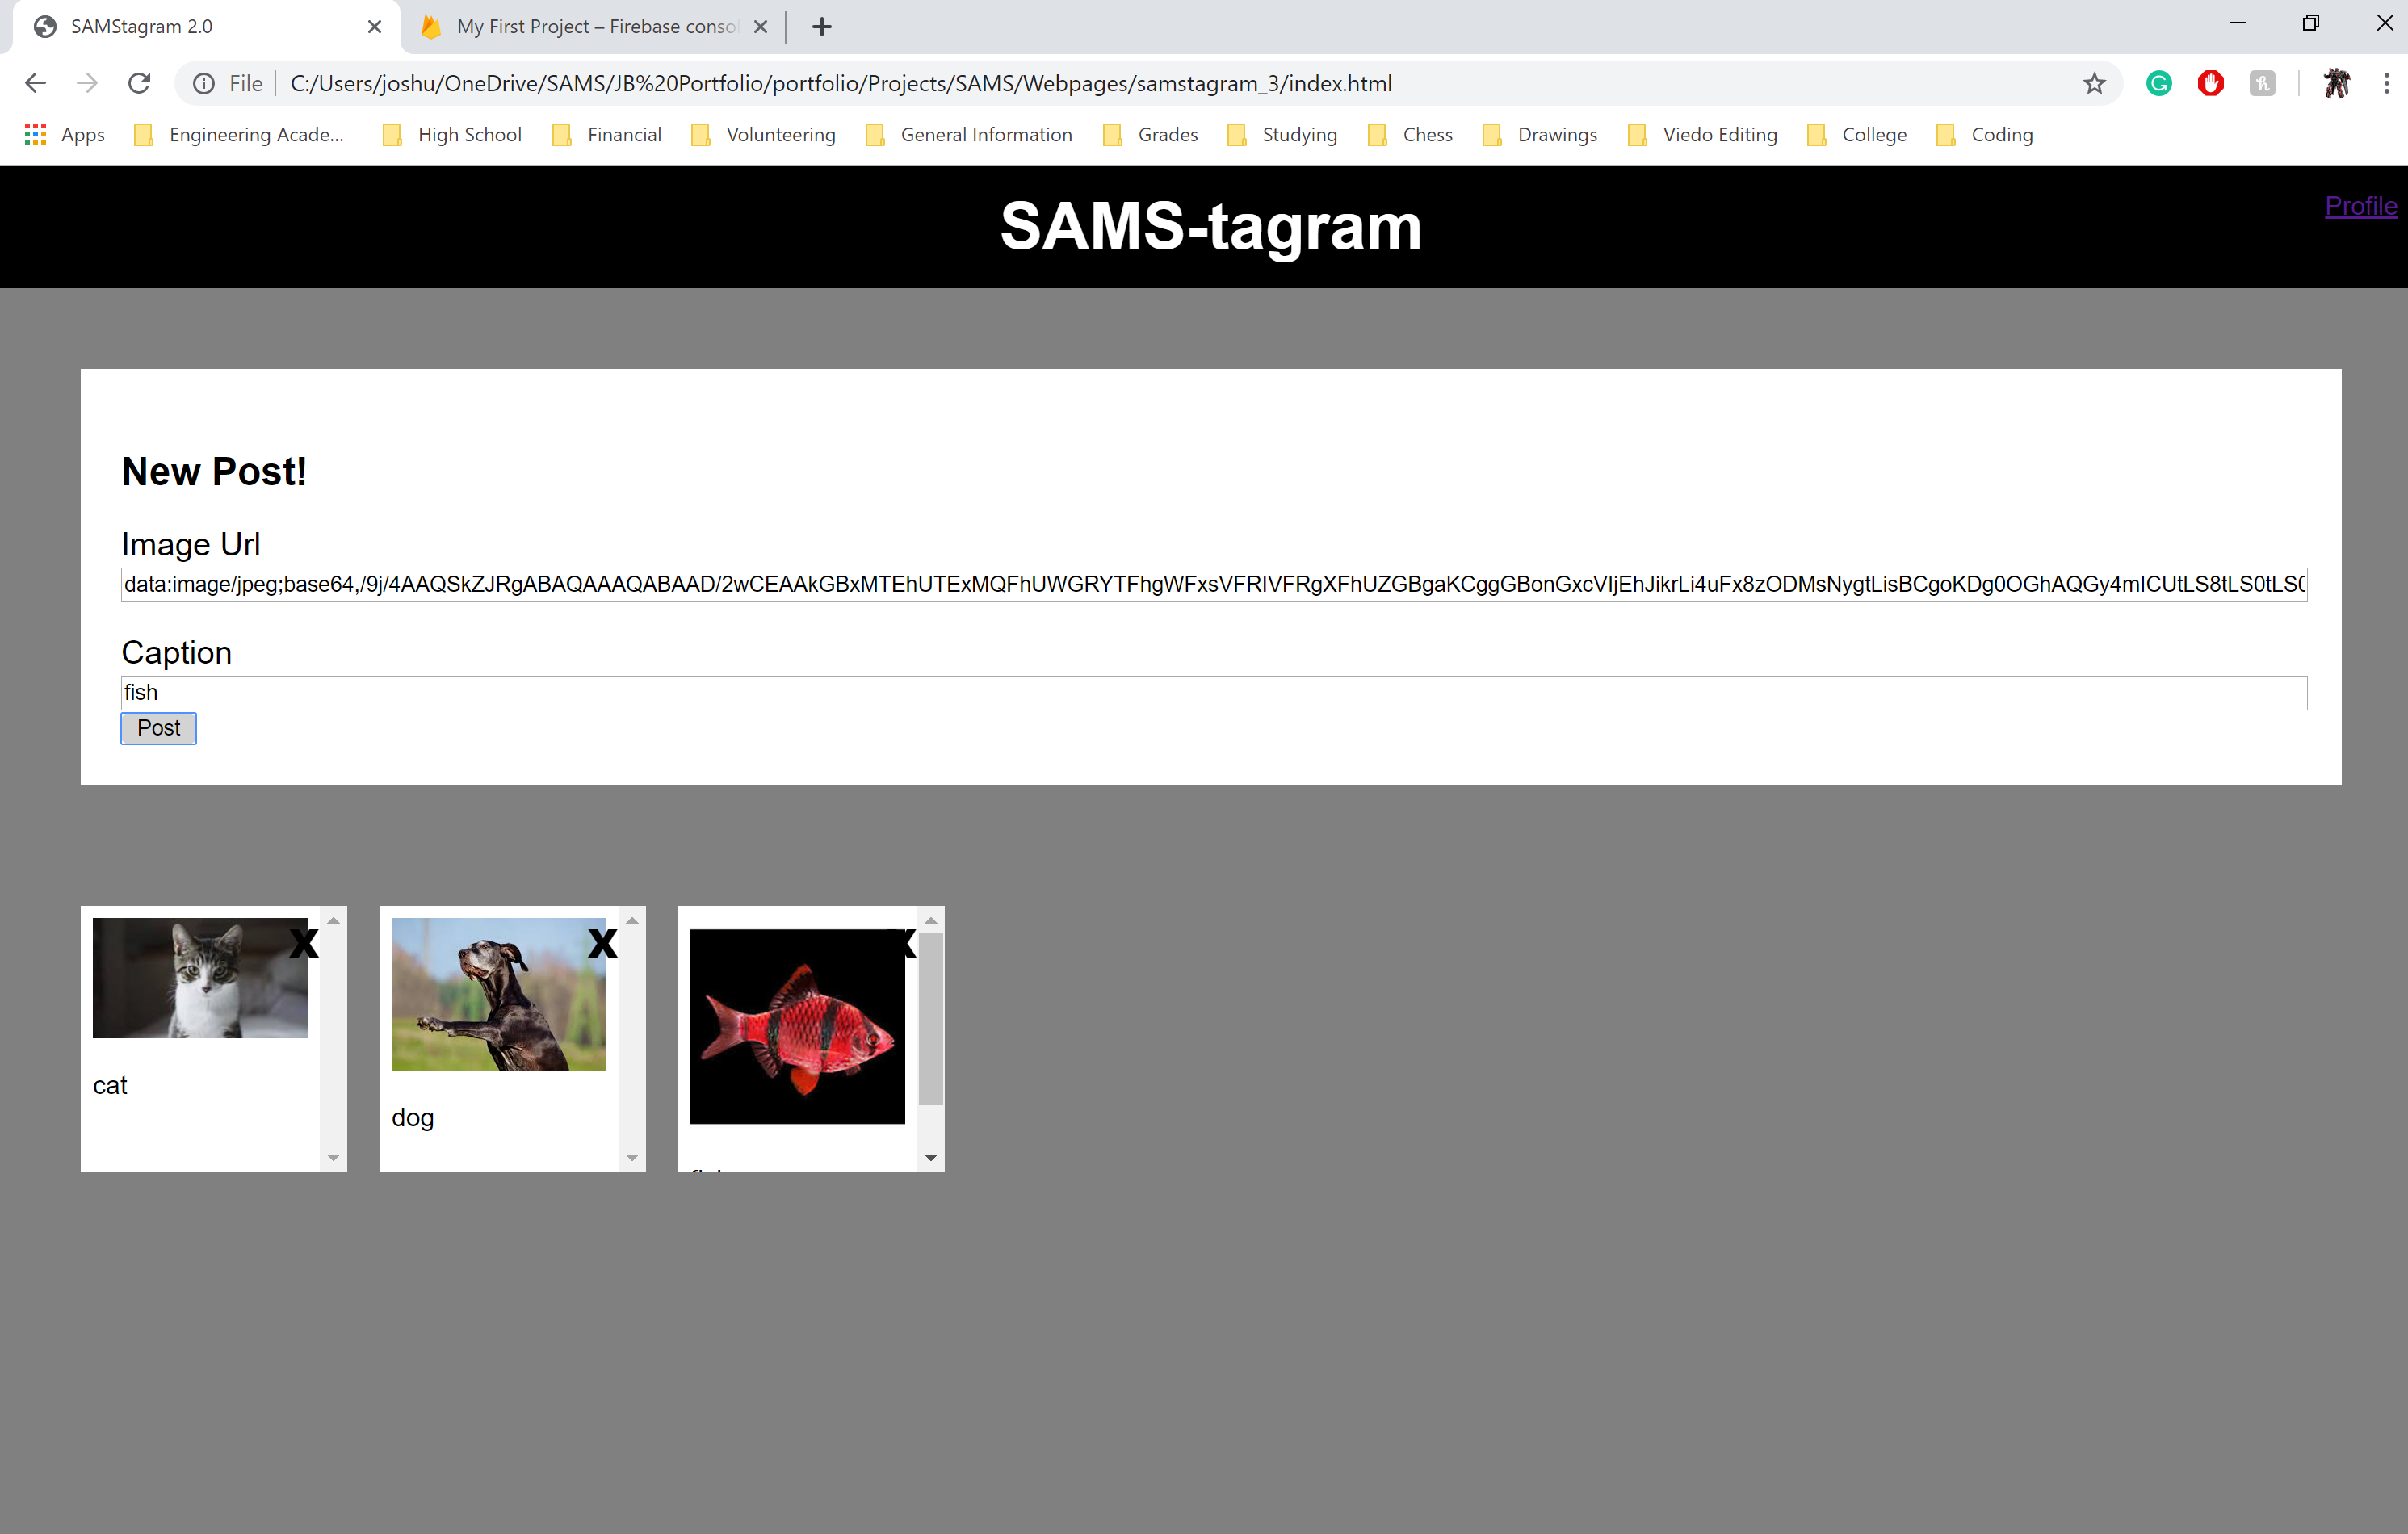 SAMStagram 2.0
My First Project – Firebase conso
File
C:/Users/joshu/OneDrive/SAMS/JB%20Portfolio/portfolio/Projects/SAMS/Webpages/samstagram_3/index.html
Apps Engineering Acade... High School Financial Volunteering General Information Grades Studying Chess Drawings Viedo Editing College Coding
SAMS-tagram
Profile
New Post!
Image Url
data:image/jpeg;base64,/9j/4AAQSkZJRgABAQAAAQABAAD/2wCEAAkGBxMTEhUTExMQFhUWGRYTFhgWFxsVFRIVFRgXFhUZGBgaKCggGBonGxcVIjEhJikrLi4uFx8zODMsNygtLisBCgoKDg0OGhAQGy4mICUtLS8tLS0tLS0
Caption
fish
Post
X
X
X
cat
dog